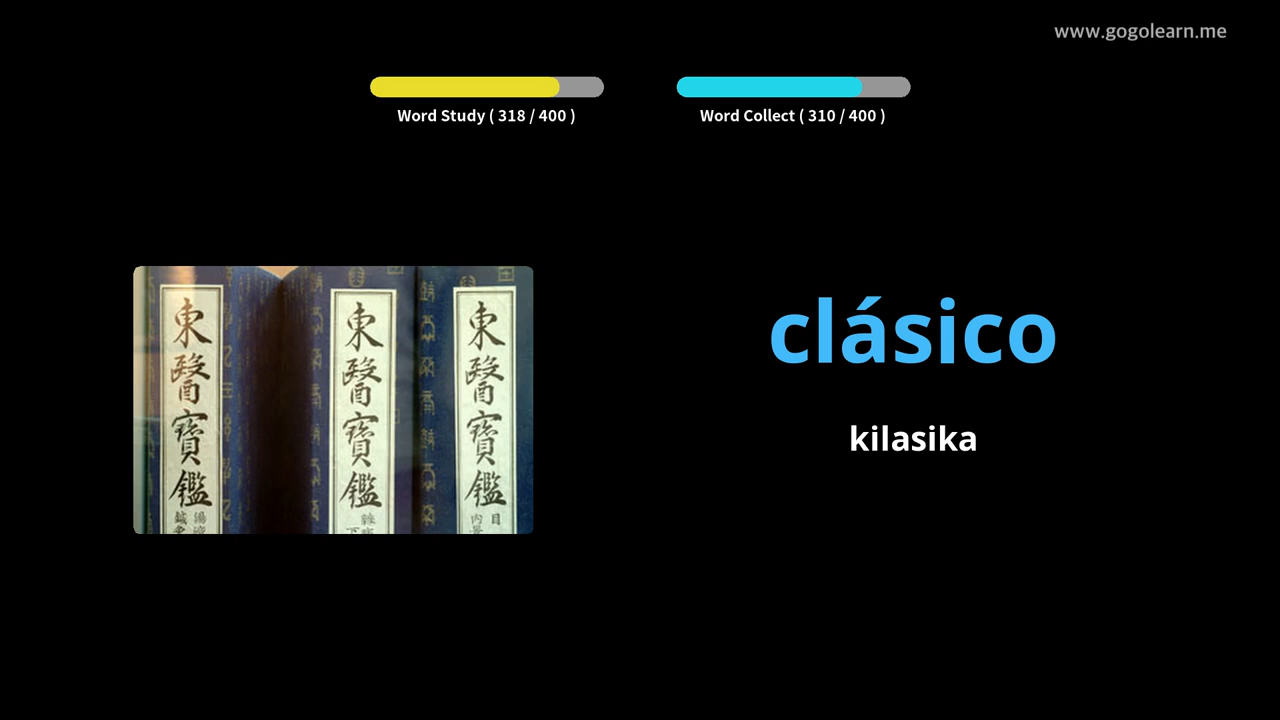 www.gogolearn.me
Word Study ( 318 / 400 )
Word Collect ( 310 / 400 )
東醫寶鑑
東醫寶鑑
東醫寶鑑
clásico
kilasika